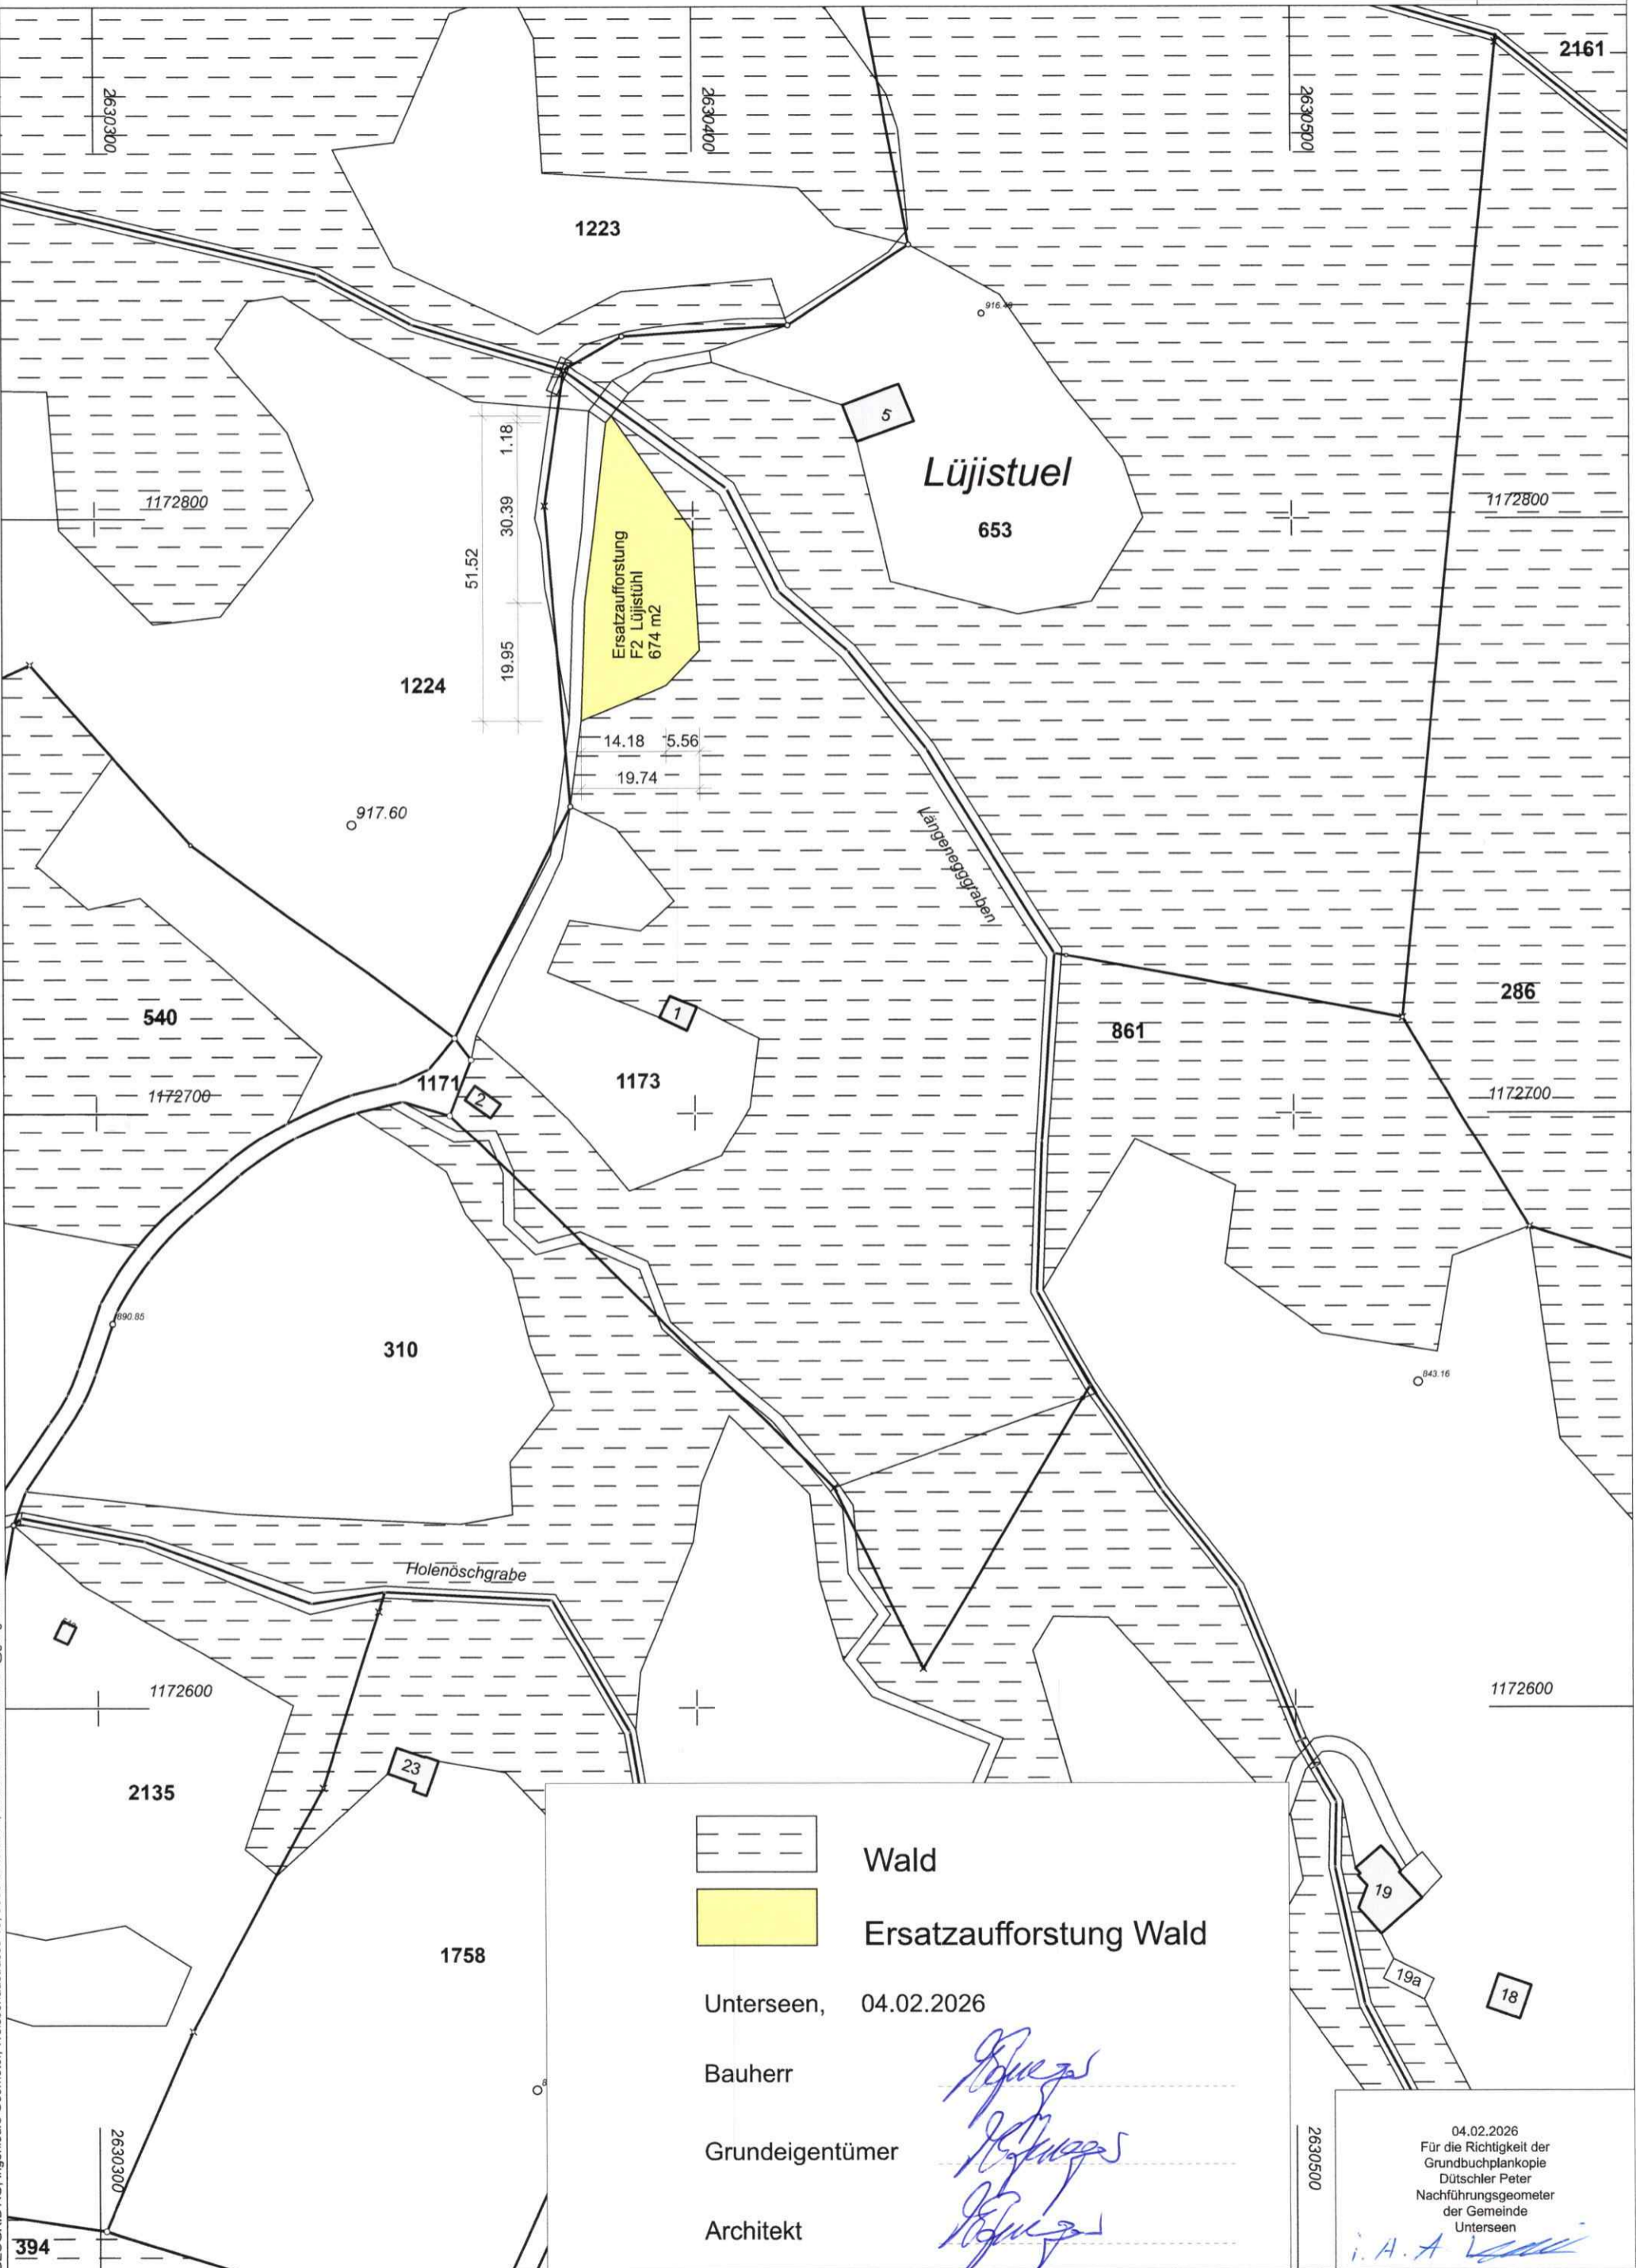 2161
2630300
2630400
2630500
1223
916.
5
Lüjistuel
653
1172800
1172800
1.18
30.39
51.52
19.95
Ersatzaufforstung
F2 Lüjistühl
674 m2
1224
14.18
5.56
19.74
917.60
Längenegggraben
540
286
861
1
1173
1171
2
1172700
1172700
890.85
310
843.16
Holenöschgrabe
1172600
1172600
23
2135
1758
19
19a
18
8
Wald
Ersatzaufforstung Wald
Unterseen, 04.02.2026
Bauherr
Grundeigentümer
Architekt
2630300
2630500
394
04.02.2026
Für die Richtigkeit der
Grundbuchplankopie
Dütschler Peter
Nachführungsgeometer
der Gemeinde
Unterseen
i. A. A